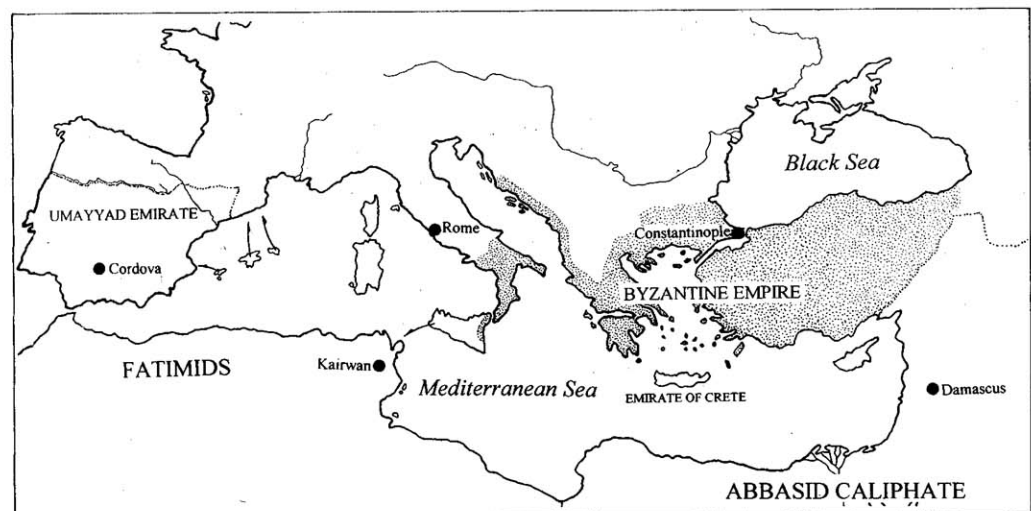 Black Sea
UMAYYAD EMIRATE
Rome
Constantinople
Cordova
BYZANTINE EMPIRE
FATIMIDS
Kairwan
Mediterranean Sea
EMIRATE OF CRETE
Damascus
ABBASID CALIPHATE